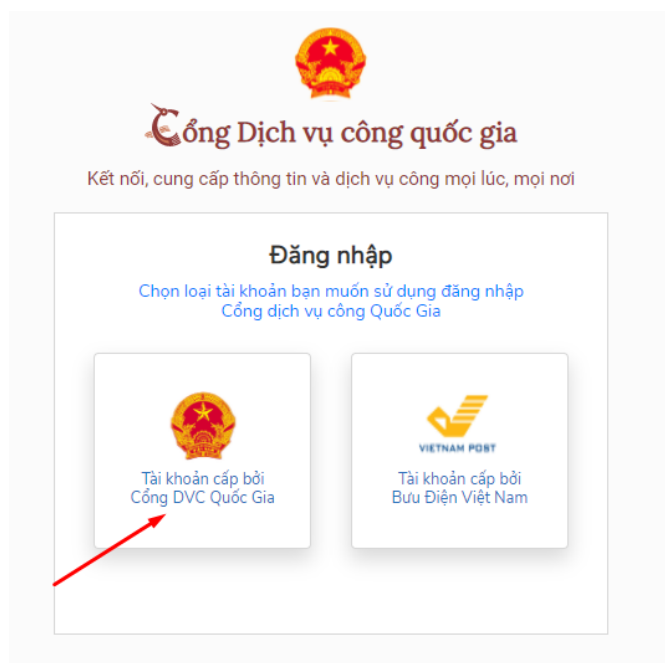 Cổng Dịch vụ công quốc gia
Kết nối, cung cấp thông tin và dịch vụ công mọi lúc, mọi nơi
Đăng nhập
Chọn loại tài khoản bạn muốn sử dụng đăng nhập
Cổng dịch vụ công Quốc Gia
Tài khoản cấp bởi
Cổng DVC Quốc Gia
VIETNAM POST
Tài khoản cấp bởi
Bưu Điện Việt Nam